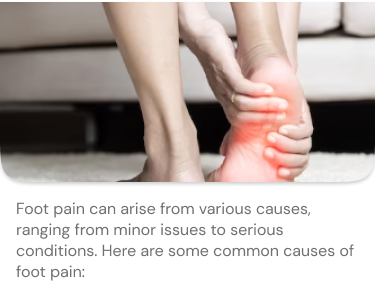 Foot pain can arise from various causes,
ranging from minor issues to serious
conditions. Here are some common causes of
foot pain: